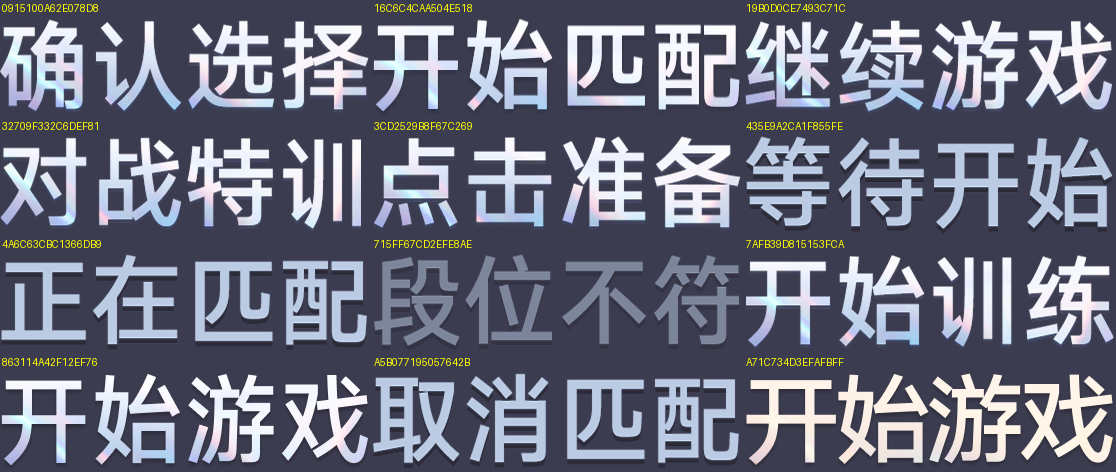 0915100A62E078D8 16C6C4CAA504E518 19B0D0CE7493C71C
确认选择 开始匹配 继续游戏
32709F332C6DEF81 3CD2529B8F67C269 435E9A2CA1F855FE
对战特训 点击准备 等待开始
4A6C63CBC1366DB9 715FF67CD2EFE8AE 7AFB39D815153FCA
正在匹配 段位不符 开始训练
863114A42F12EF76 A5B077195057642B A71C734D3EFAFBFF
开始游戏 取消匹配 开始游戏